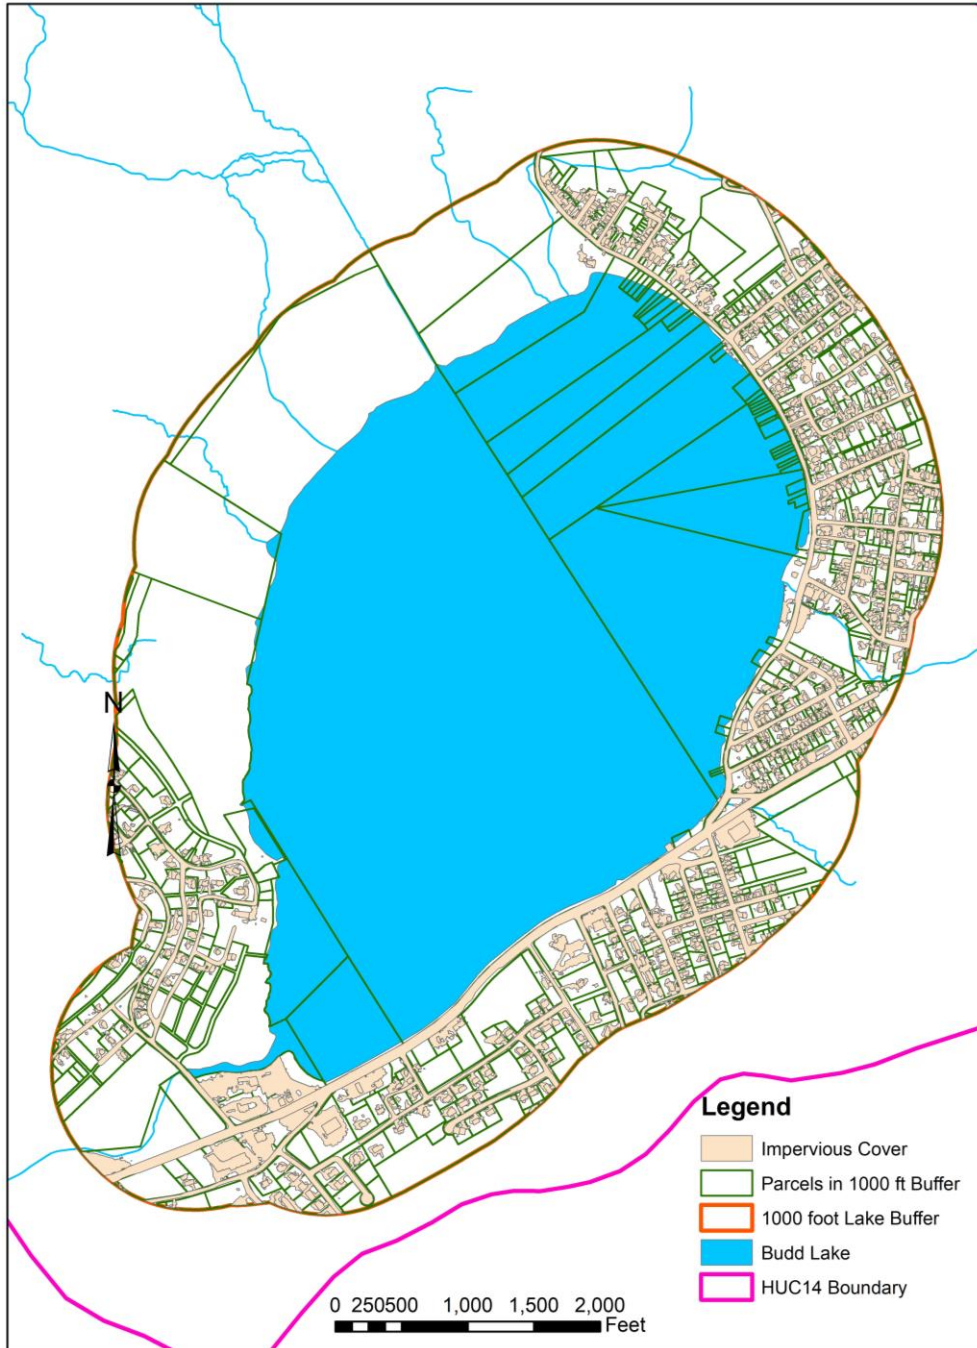 N
Legend
Impervious Cover
Parcels in 1000 ft Buffer
1000 foot Lake Buffer
Budd Lake
HUC14 Boundary
0 250500 1,000 1,500 2,000
Feet